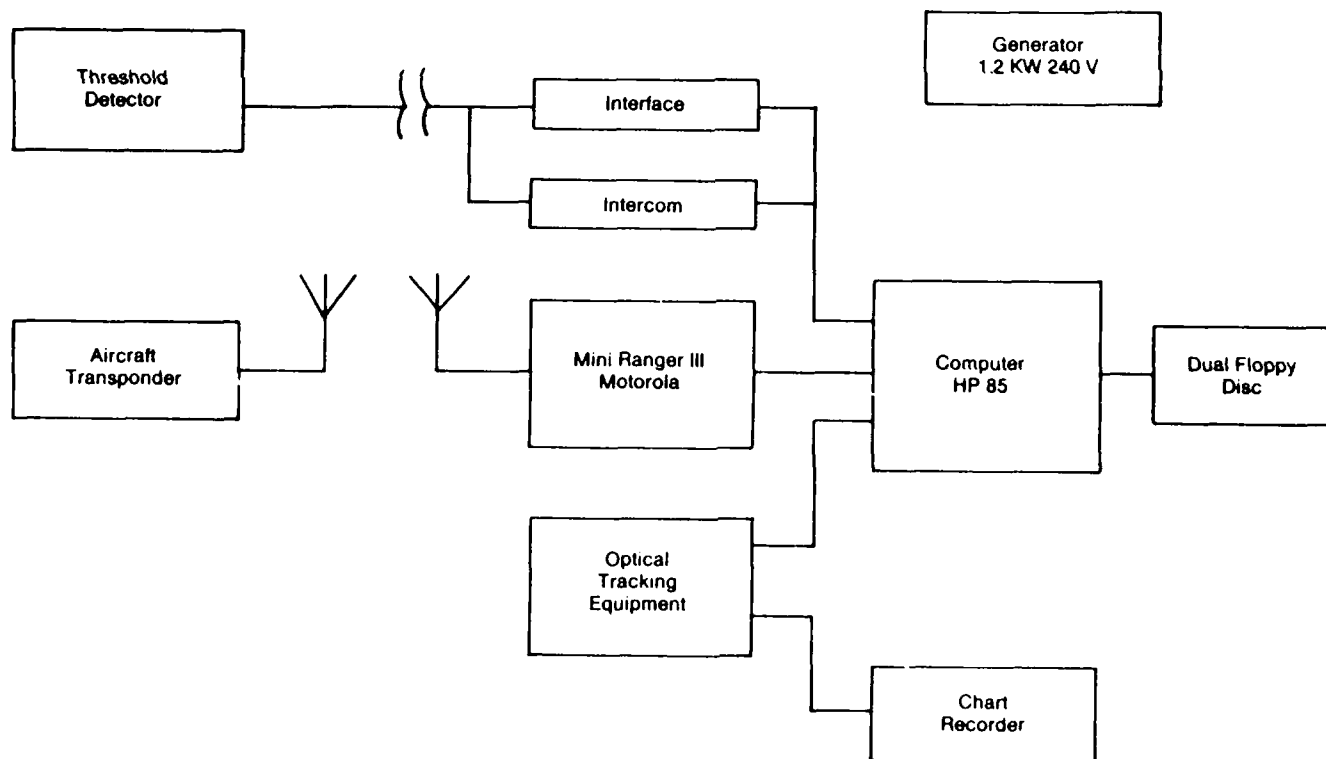 Threshold
Detector
Generator
1.2 KW 240 V
Interface
Intercom
Aircraft
Transponder
Mini Ranger III
Motorola
Computer
HP 85
Dual Floppy
Disc
Optical
Tracking
Equipment
Chart
Recorder